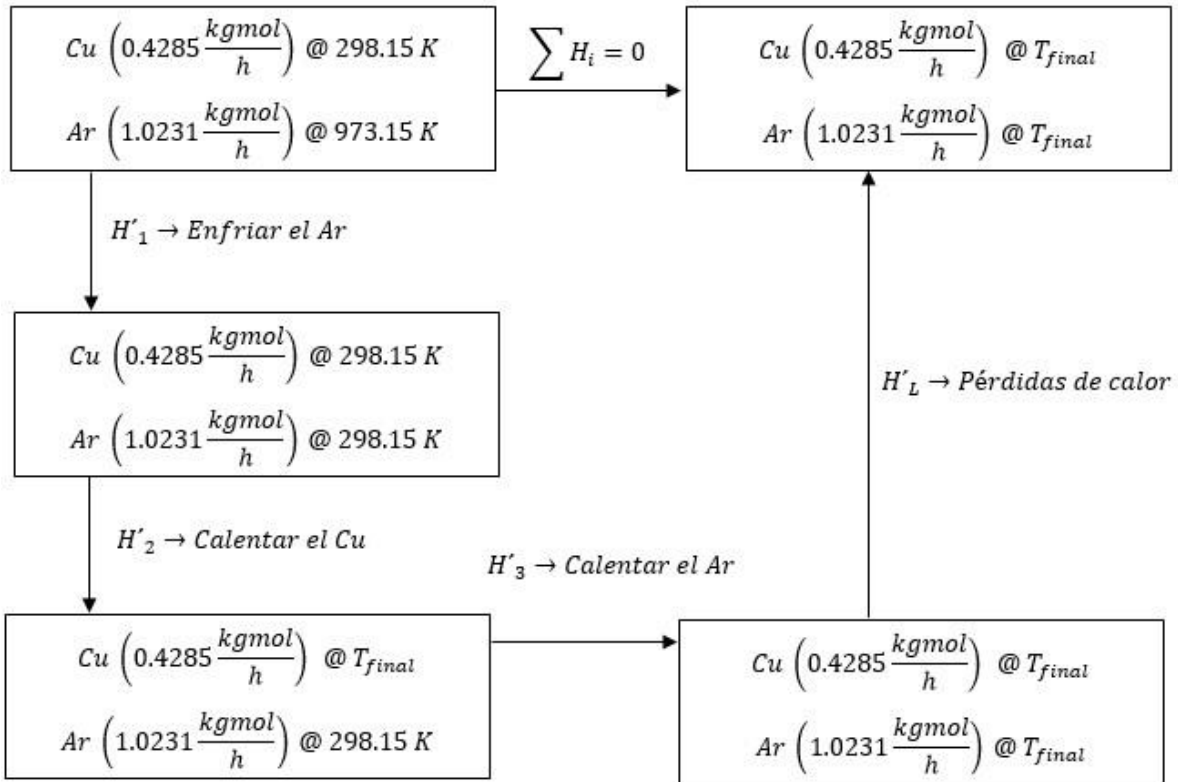 Cu (0.4285 kgmol/h) @ 298.15 K
Ar (1.0231 kgmol/h) @ 973.15 K
∑ H_i = 0
Cu (0.4285 kgmol/h) @ T_final
Ar (1.0231 kgmol/h) @ T_final
H´_1 → Enfriar el Ar
Cu (0.4285 kgmol/h) @ 298.15 K
Ar (1.0231 kgmol/h) @ 298.15 K
H´_L → Pérdidas de calor
H´_2 → Calentar el Cu
H´_3 → Calentar el Ar
Cu (0.4285 kgmol/h) @ T_final
Ar (1.0231 kgmol/h) @ 298.15 K
Cu (0.4285 kgmol/h) @ T_final
Ar (1.0231 kgmol/h) @ T_final